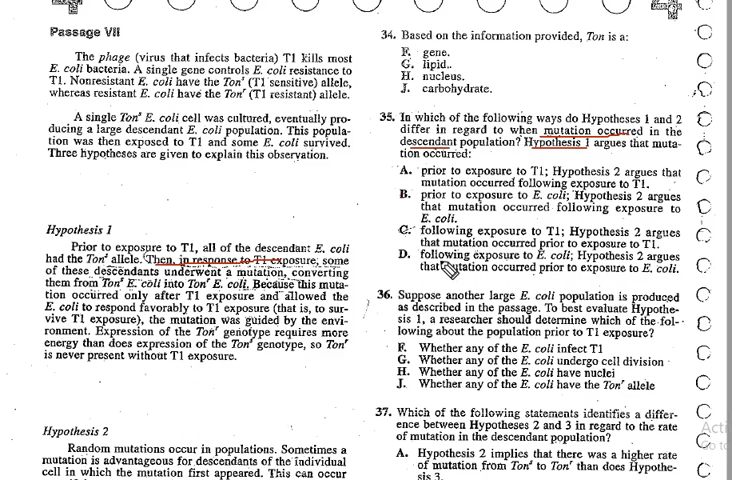 Passage VII
The phage (virus that infects bacteria) T1 kills most
E. coli bacteria. A single gene controls E. coli resistance to
T1. Nonresistant E. coli have the Tonˢ (T1 sensitive) allele,
whereas resistant E. coli have the Tonʳ (T1 resistant) allele.
A single Tonˢ E. coli cell was cultured, eventually pro-
ducing a large descendant E. coli population. This popula-
tion was then exposed to T1 and some E. coli survived.
Three hypotheses are given to explain this observation.
Hypothesis 1
Prior to exposure to T1, all of the descendant E. coli
had the Tonˢ allele. Then, in response to T1 exposure, some
of these descendants underwent a mutation, converting
them from Tonˢ E. coli into Tonʳ E. coli. Because this muta-
tion occurred only after T1 exposure and allowed the
E. coli to respond favorably to T1 exposure (that is, to sur-
vive T1 exposure), the mutation was guided by the envi-
ronment. Expression of the Tonʳ genotype requires more
energy than does expression of the Tonˢ genotype, so Tonʳ
is never present without T1 exposure.
Hypothesis 2
Random mutations occur in populations. Sometimes a
mutation is advantageous for descendants of the individual
cell in which the mutation first appeared. This can occur
34. Based on the information provided, Ton is a:
F. gene.
G. lipid.
H. nucleus.
J. carbohydrate.
35. In which of the following ways do Hypotheses 1 and 2
differ in regard to when mutation occurred in the
descendant population? Hypothesis 1 argues that muta-
tion occurred:
A. prior to exposure to T1; Hypothesis 2 argues that
mutation occurred following exposure to T1.
B. prior to exposure to E. coli; Hypothesis 2 argues
that mutation occurred following exposure to
E. coli.
C. following exposure to T1; Hypothesis 2 argues
that mutation occurred prior to exposure to T1.
D. following exposure to E. coli; Hypothesis 2 argues
that mutation occurred prior to exposure to E. coli.
36. Suppose another large E. coli population is produced
as described in the passage. To best evaluate Hypothe-
sis 1, a researcher should determine which of the fol-
lowing about the population prior to T1 exposure?
F. Whether any of the E. coli infect T1
G. Whether any of the E. coli undergo cell division
H. Whether any of the E. coli have nuclei
J. Whether any of the E. coli have the Tonʳ allele
37. Which of the following statements identifies a differ-
ence between Hypotheses 2 and 3 in regard to the rate
of mutation in the descendant population?
A. Hypothesis 2 implies that there was a higher rate
of mutation from Tonˢ to Tonʳ than does Hypothe-
sis 3.